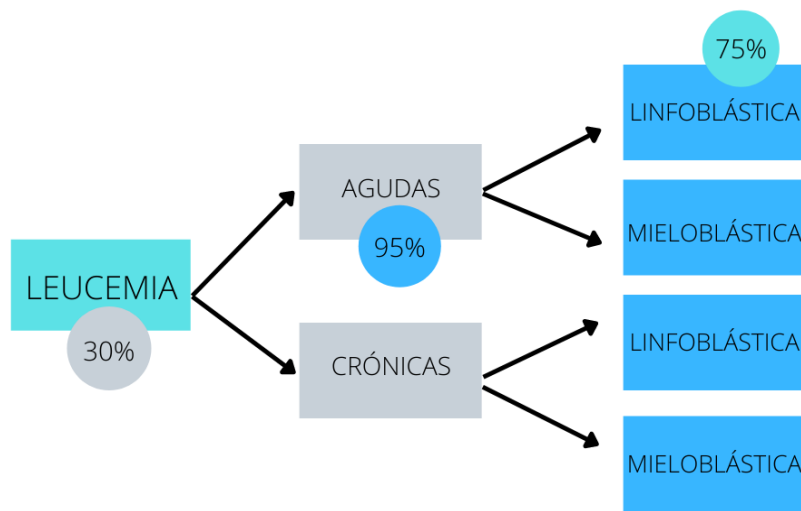 LEUCEMIA
30%
AGUDAS
95%
CRÓNICAS
75%
LINFOBLÁSTICA
MIELOBLÁSTICA
LINFOBLÁSTICA
MIELOBLÁSTICA